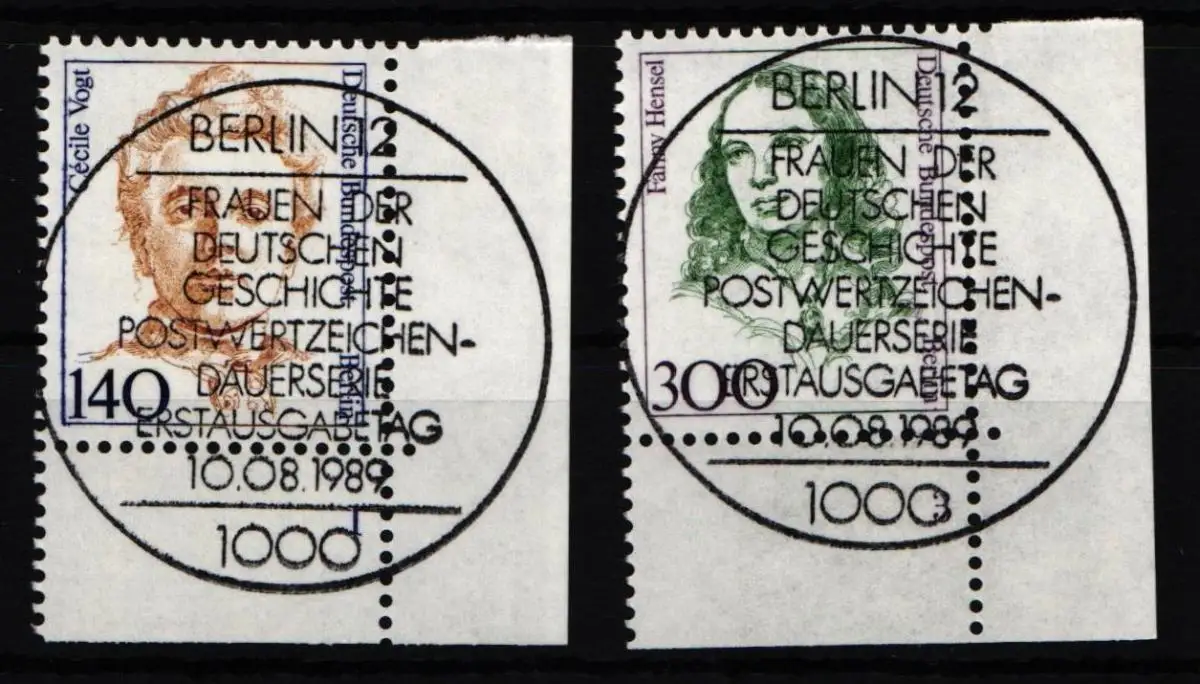 Cécile Vogt
Deutsche Bundespost Berlin
140
BERLIN 12
FRAUEN DER
DEUTSCHEN
GESCHICHTE
POSTWERTZEICHEN-
DAUERSERIE
ERSTAUSGABETAG
10.08.1989
1000
Fanny Hensel
Deutsche Bundespost Berlin
300
BERLIN 12
FRAUEN DER
DEUTSCHEN
GESCHICHTE
POSTWERTZEICHEN-
DAUERSERIE
ERSTAUSGABETAG
10.08.1989
1000